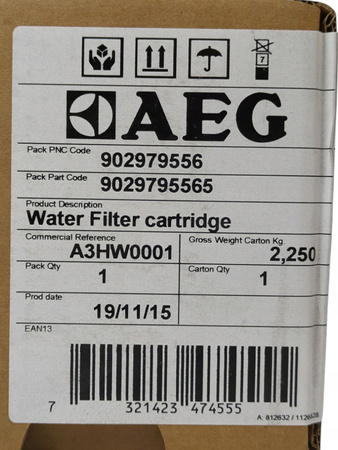 7
AEG
Pack PNC Code 902979556
Pack Part Code 9029795565
Product Description
Water Filter cartridge
Commercial Reference Gross Weight Carton Kg
A3HW0001 2,250
Pack Qty Carton Qty
1 1
Prod date
19/11/15
EAN13
7 321423 474555